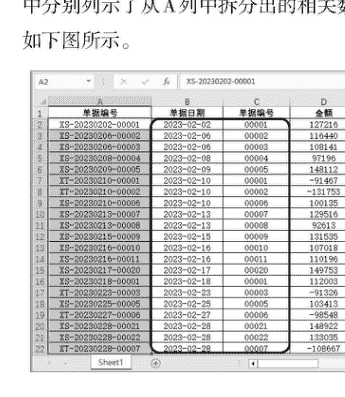 中分别列示了从A列中拆分出的相关数
如下图所示。
A2 XS-20230202-00001
A B C D
1 单据编号 单据日期 单据编号 金额
2 XS-20230202-00001 2023-02-02 00001 127216
3 XS-20230206-00002 2023-02-06 00002 116440
4 XS-20230206-00003 2023-02-06 00003 108141
5 XS-20230208-00004 2023-02-08 00004 97196
6 XS-20230209-00005 2023-02-09 00005 148112
7 XT-20230210-00001 2023-02-10 00001 -91467
8 XT-20230210-00002 2023-02-10 00002 -131753
9 XS-20230210-00006 2023-02-10 00006 100135
10 XS-20230213-00007 2023-02-13 00007 129516
11 XS-20230213-00008 2023-02-13 00008 92613
12 XS-20230215-00009 2023-02-15 00009 131535
13 XS-20230216-00010 2023-02-16 00010 107018
14 XS-20230216-00011 2023-02-16 00011 110196
15 XS-20230217-00020 2023-02-17 00020 149753
16 XS-20230218-00001 2023-02-18 00001 112003
17 XT-20230223-00003 2023-02-23 00003 -91326
18 XS-20230225-00005 2023-02-25 00005 103413
19 XT-20230227-00006 2023-02-27 00006 -98548
20 XS-20230228-00021 2023-02-28 00021 148922
21 XS-20230228-00022 2023-02-28 00022 133035
22 XT-20230228-00007 2023-02-28 00007 -108667
Sheet1